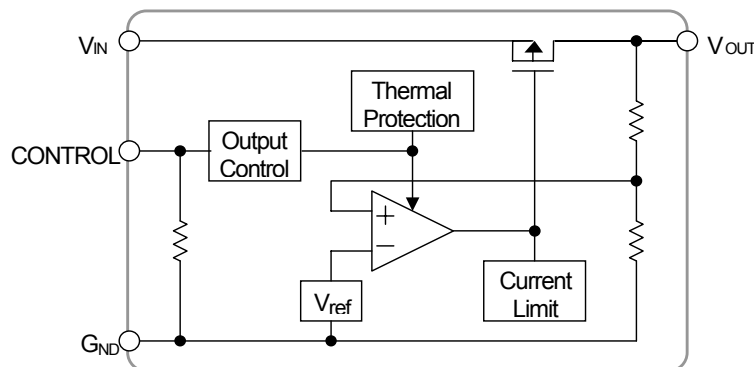 VIN
VOUT
Thermal
Protection
CONTROL
Output
Control
+
−
Vref
Current
Limit
GND